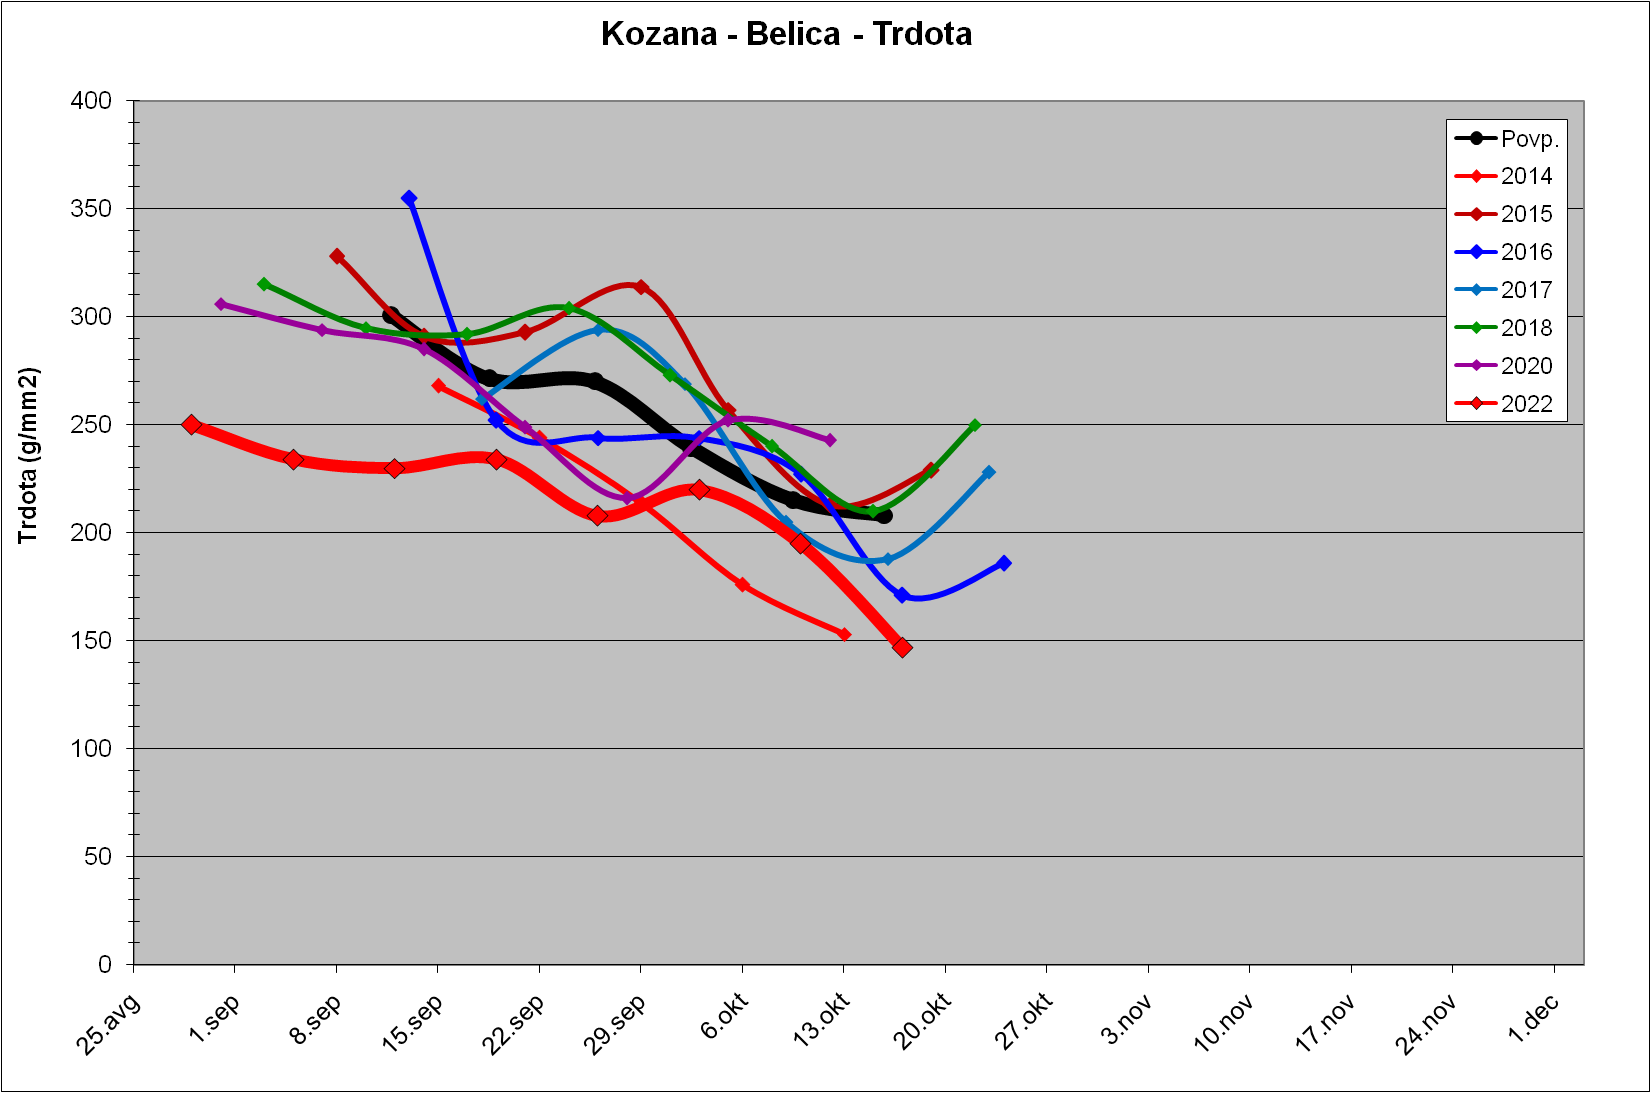 Kozana - Belica - Trdota
Trdota (g/mm2)
400
350
300
250
200
150
100
50
0
Povp.
2014
2015
2016
2017
2018
2020
2022
25.avg
1.sep
8.sep
15.sep
22.sep
29.sep
6.okt
13.okt
20.okt
27.okt
3.nov
10.nov
17.nov
24.nov
1.dec